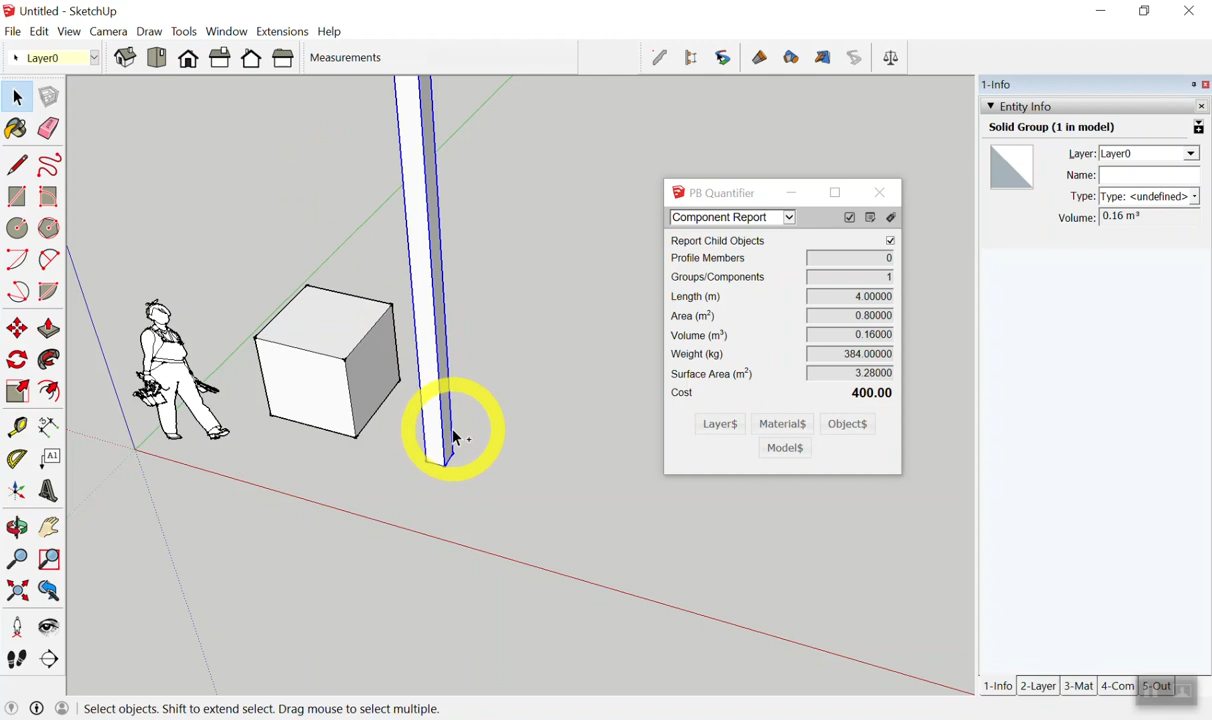 Untitled - SketchUp
File Edit View Camera Draw Tools Window Extensions Help
Layer0
Measurements
1-Info
Entity Info
Solid Group (1 in model)
Layer: Layer0
Name:
Type: Type: <undefined>
Volume: 0.16 m³
PB Quantifier
Component Report
Report Child Objects
Profile Members 0
Groups/Components 1
Length (m) 4.00000
Area (m²) 0.80000
Volume (m³) 0.16000
Weight (kg) 384.00000
Surface Area (m²) 3.28000
Cost 400.00
Layer$ Material$ Object$
Model$
A1
1-Info 2-Layer 3-Mat 4-Com 5-Out
Select objects. Shift to extend select. Drag mouse to select multiple.